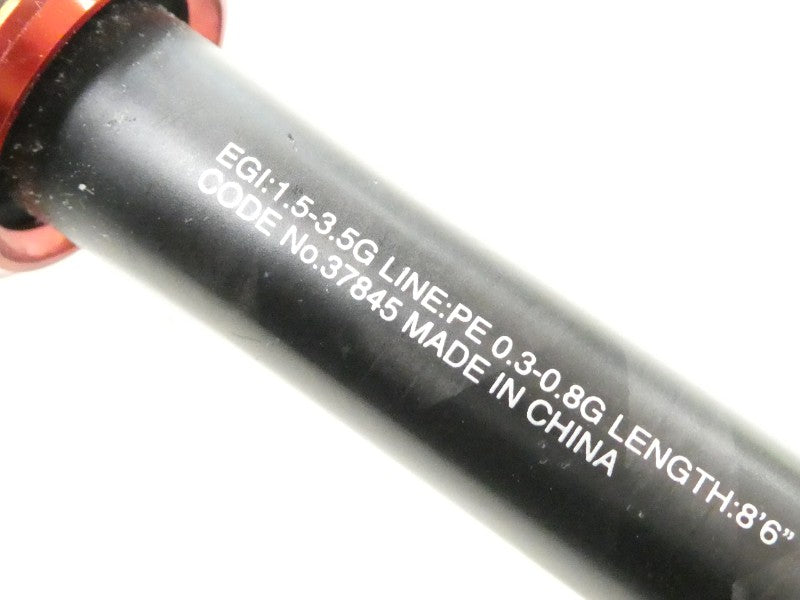 EGI:1.5-3.5G LINE:PE 0.3-0.8G LENGTH:8'6"
CODE No.37845 MADE IN CHINA